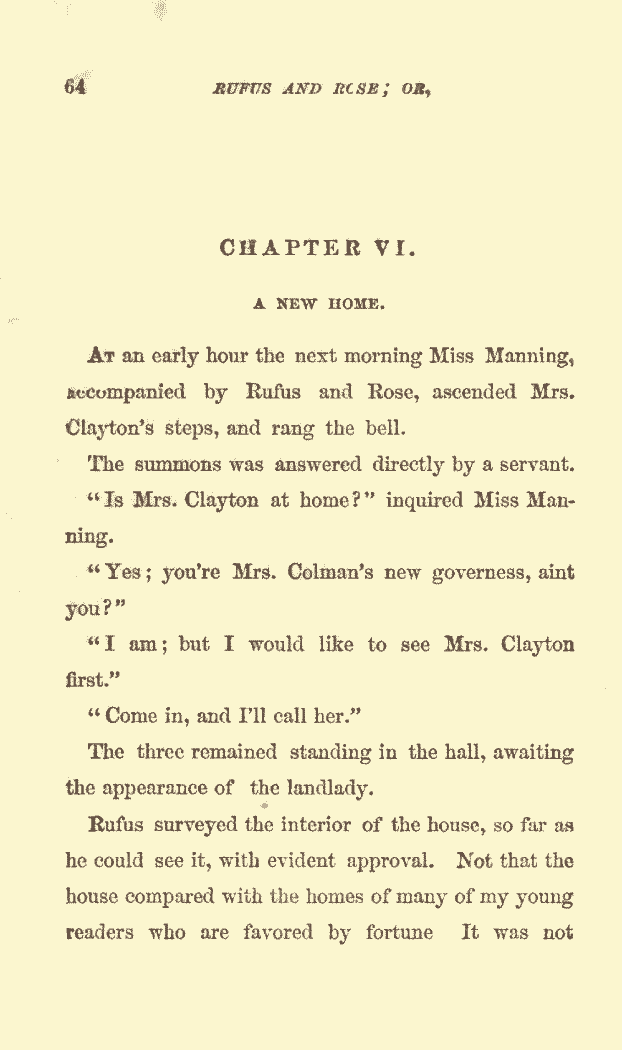 64 RUFUS AND ROSE; OR,
CHAPTER VI.
A NEW HOME.
At an early hour the next morning Miss Manning,
accompanied by Rufus and Rose, ascended Mrs.
Clayton's steps, and rang the bell.
The summons was answered directly by a servant.
"Is Mrs. Clayton at home?" inquired Miss Man-
ning.
"Yes; you're Mrs. Colman's new governess, aint
you?"
"I am; but I would like to see Mrs. Clayton
first."
"Come in, and I'll call her."
The three remained standing in the hall, awaiting
the appearance of the landlady.
Rufus surveyed the interior of the house, so far as
he could see it, with evident approval. Not that the
house compared with the homes of many of my young
readers who are favored by fortune It was not